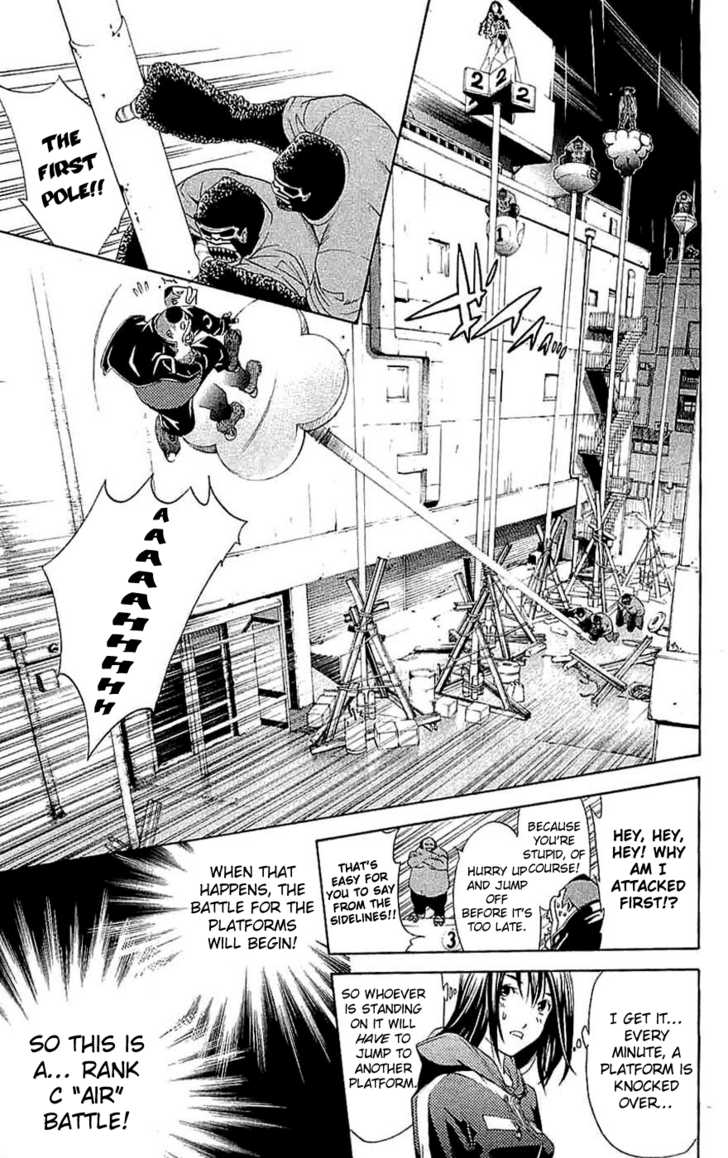 THE
FIRST
POLE!!
2 2 2
1
ギイイイ
AAAAAHHHHH
HEY, HEY,
HEY! WHY
AM I
ATTACKED
FIRST!?
BECAUSE
YOU'RE
STUPID, OF
COURSE!
HURRY UP
AND JUMP
OFF
BEFORE IT'S
TOO LATE.
THAT'S
EASY FOR
YOU TO SAY
FROM THE
SIDELINES!!
3
I GET IT...
EVERY
MINUTE, A
PLATFORM IS
KNOCKED
OVER...
SO WHOEVER
IS STANDING
ON IT WILL
HAVE TO
JUMP TO
ANOTHER
PLATFORM.
WHEN THAT
HAPPENS, THE
BATTLE FOR THE
PLATFORMS
WILL BEGIN!
SO THIS IS
A... RANK
C "AIR"
BATTLE!